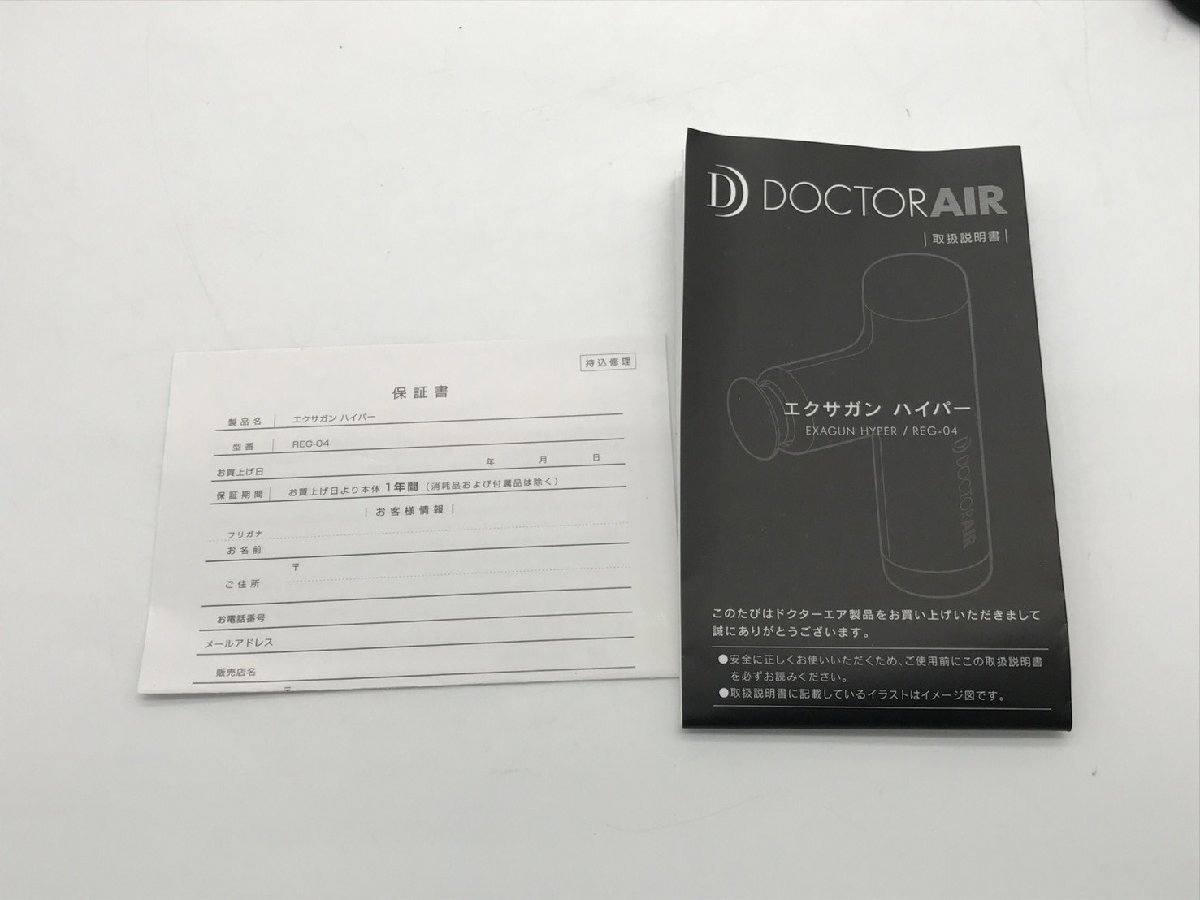 持込修理
保証書
製品名 エクサガン ハイパー
型番 REG-04
お買上げ日 年 月 日
保証期間 お買上げ日より本体 1年間 (消耗品および付属品は除く)
お客様情報
フリガナ
お名前
〒
ご住所
お電話番号
メールアドレス
販売店名
〒
DOCTORAIR
取扱説明書
エクサガン ハイパー
EXAGUN HYPER / REG-04
DOCTORAIR
このたびはドクターエア製品をお買い上げいただきまして
誠にありがとうございます。
●安全に正しくお使いいただくため、ご使用前にこの取扱説明書
を必ずお読みください。
●取扱説明書に記載しているイラストはイメージ図です。